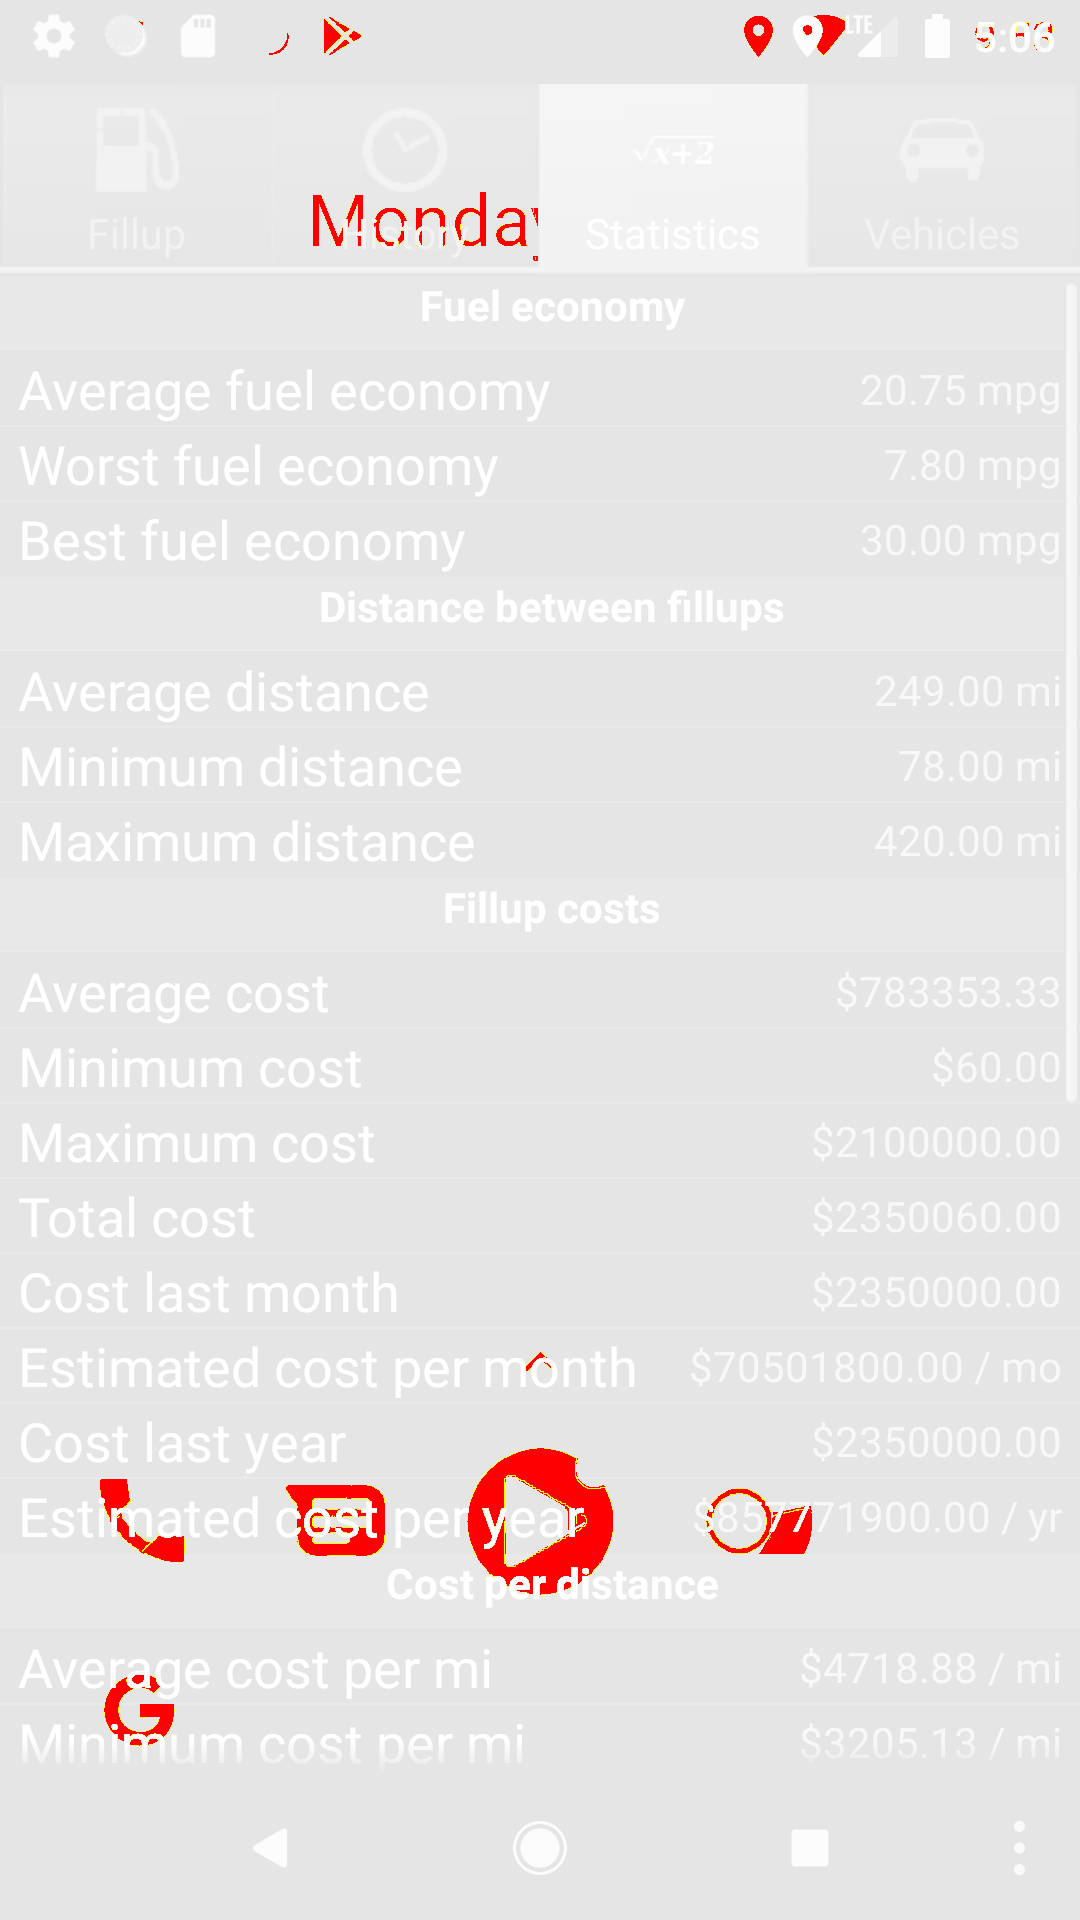 LTE 5:06
Fillup History Statistics Vehicles
√x+2
Monday
Fuel economy
Average fuel economy 20.75 mpg
Worst fuel economy 7.80 mpg
Best fuel economy 30.00 mpg
Distance between fillups
Average distance 249.00 mi
Minimum distance 78.00 mi
Maximum distance 420.00 mi
Fillup costs
Average cost $783353.33
Minimum cost $60.00
Maximum cost $2100000.00
Total cost $2350060.00
Cost last month $2350000.00
Estimated cost per month $70501800.00 / mo
Cost last year $2350000.00
Estimated cost per year $857771900.00 / yr
Cost per distance
Average cost per mi $4718.88 / mi
G
Minimum cost per mi $3205.13 / mi